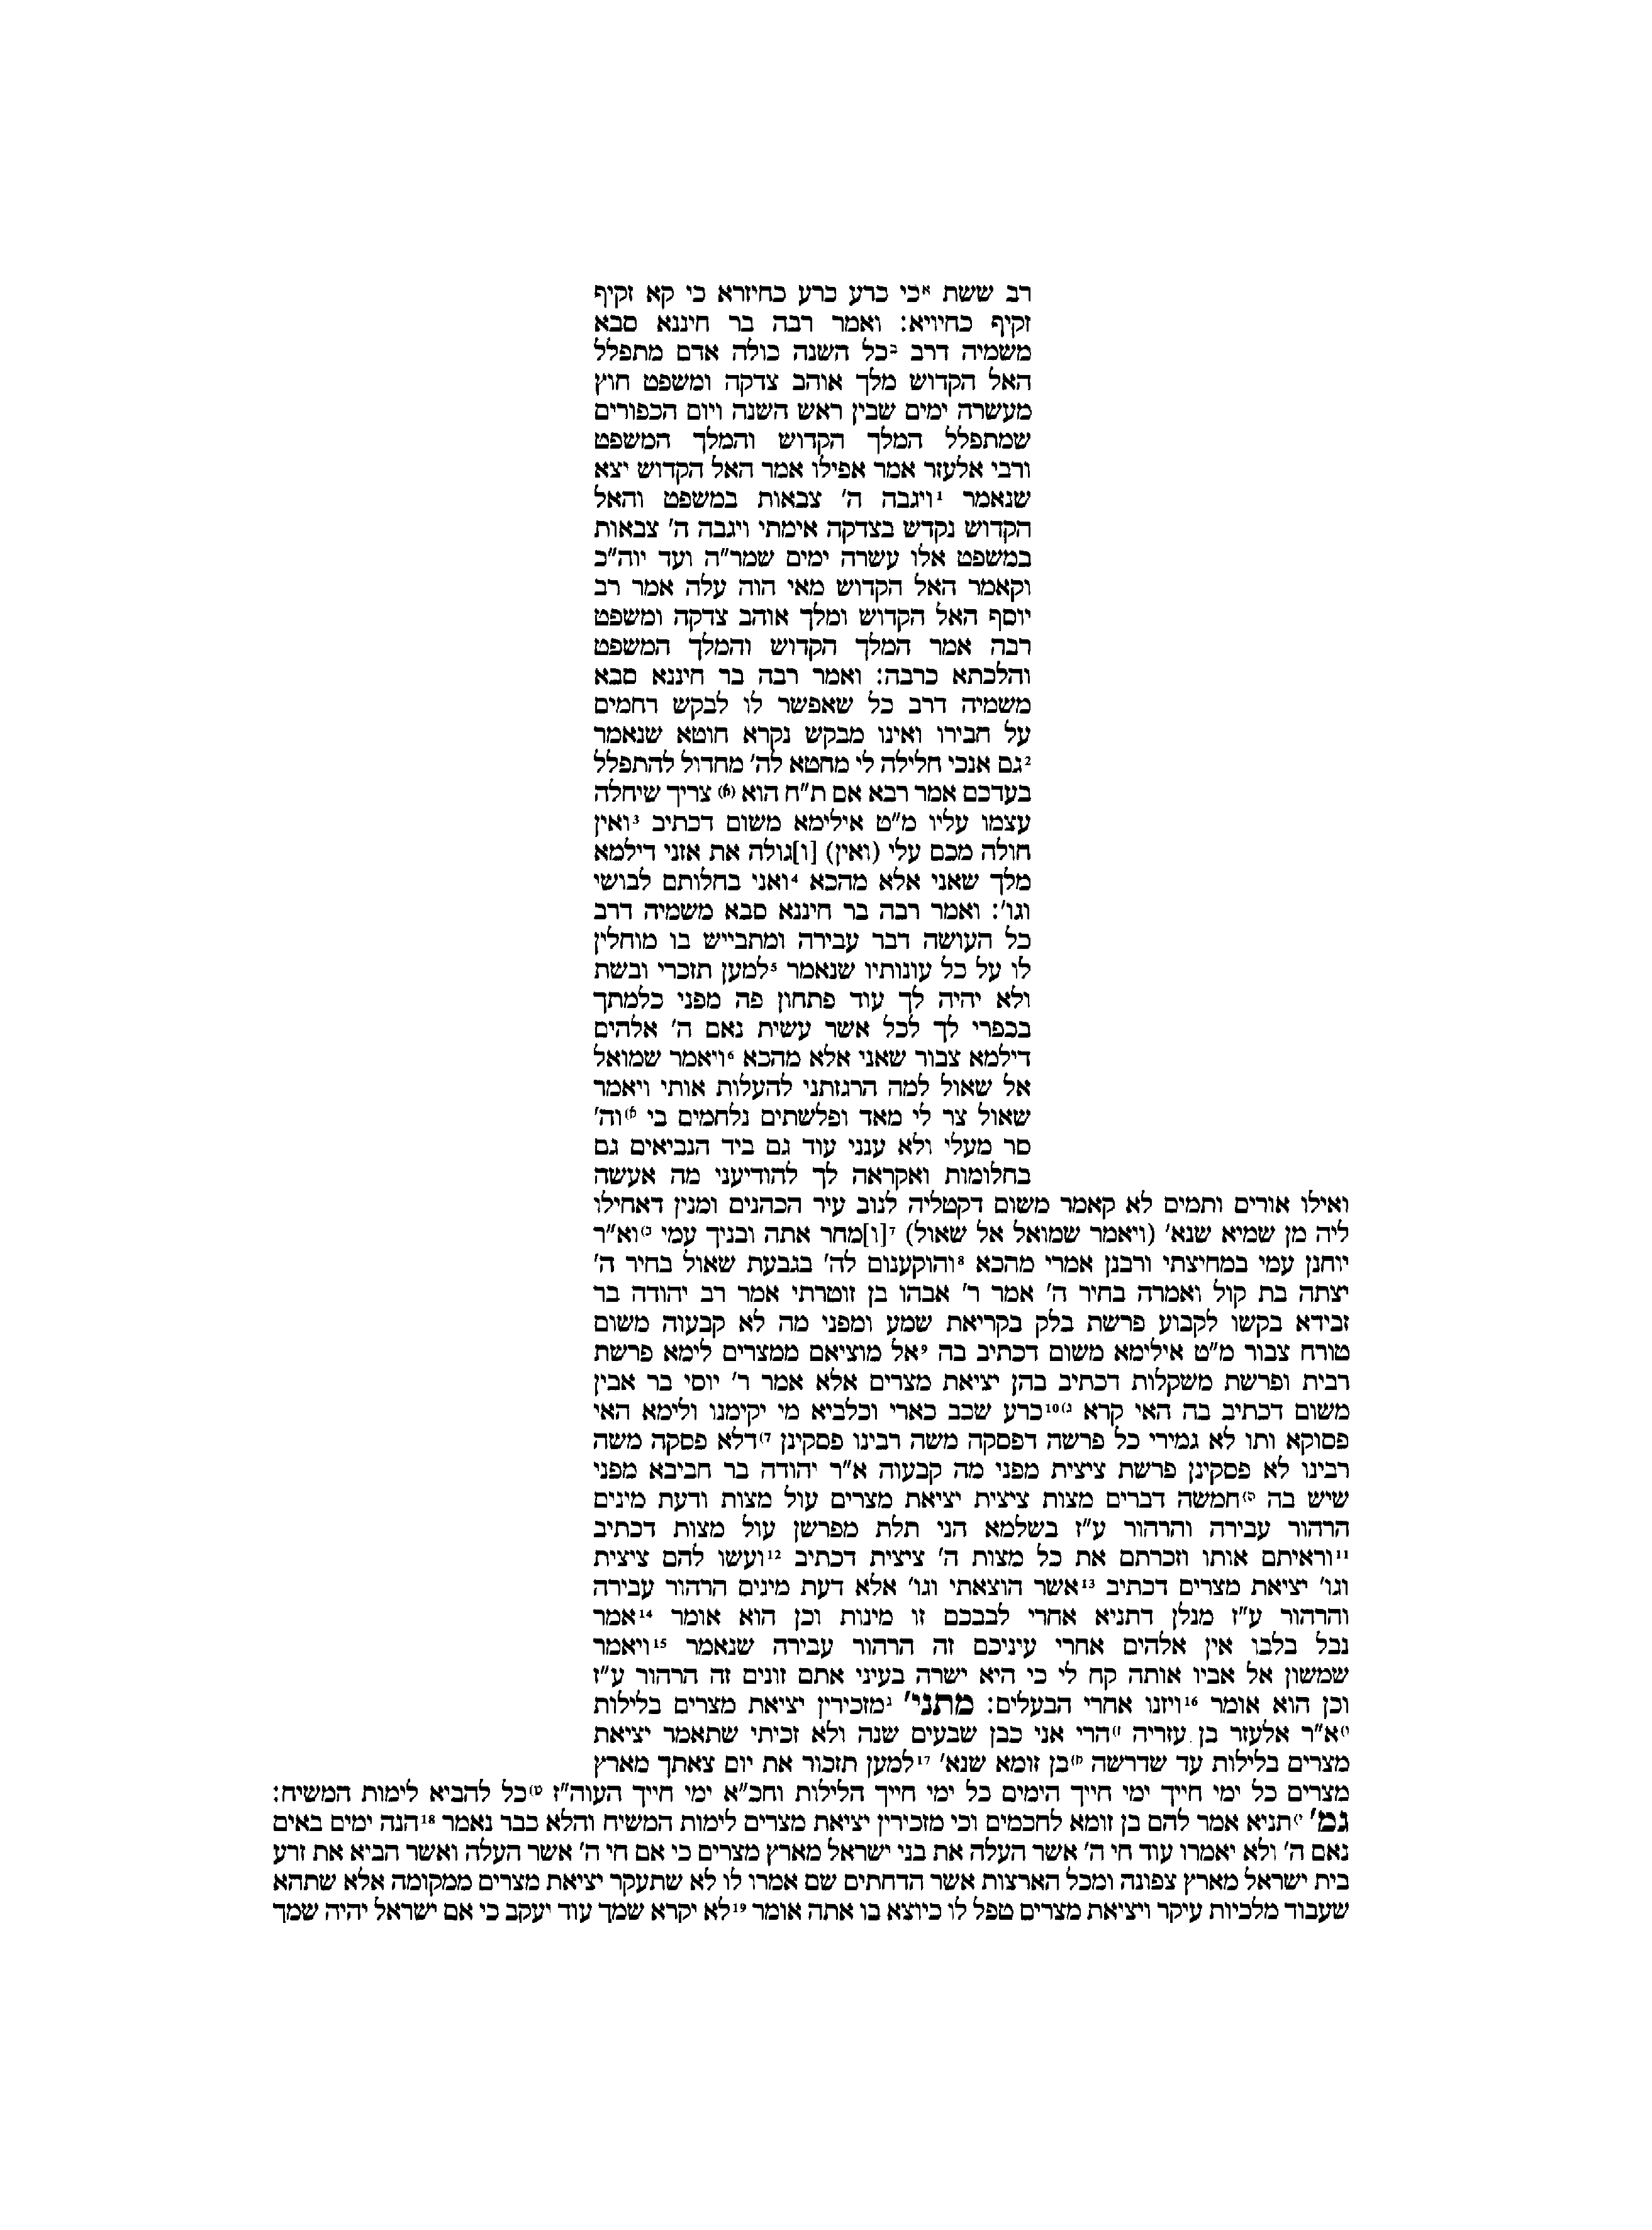 רב ששת אכי כרע כרע כחיזרא כי קא זקיף
זקיף כחיויא: ואמר רבה בר חיננא סבא
משמיה דרב בכל השנה כולה אדם מתפלל
האל הקדוש מלך אוהב צדקה ומשפט חוץ
מעשרה ימים שבין ראש השנה ויום הכפורים
שמתפלל המלך הקדוש והמלך המשפט
ורבי אלעזר אמר אפילו אמר האל הקדוש יצא
שנאמר 1ויגבה ה' צבאות במשפט והאל
הקדוש נקדש בצדקה אימתי ויגבה ה' צבאות
במשפט אלו עשרה ימים שמר"ה ועד יוה"כ
וקאמר האל הקדוש מאי הוה עלה אמר רב
יוסף האל הקדוש ומלך אוהב צדקה ומשפט
רבה אמר המלך הקדוש והמלך המשפט
והלכתא כרבה: ואמר רבה בר חיננא סבא
משמיה דרב כל שאפשר לו לבקש רחמים
על חבירו ואינו מבקש נקרא חוטא שנאמר
2גם אנכי חלילה לי מחטא לה' מחדול להתפלל
בעדכם אמר רבא אם ת"ח הוא (א) צריך שיחלה
עצמו עליו מ"ט אילימא משום דכתיב 3ואין
חולה מכם עלי (ואין) [ו]גולה את אזני דילמא
מלך שאני אלא מהכא 4ואני בחלותם לבושי
וגו': ואמר רבה בר חיננא סבא משמיה דרב
כל העושה דבר עבירה ומתבייש בו מוחלין
לו על כל עונותיו שנאמר 5למען תזכרי ובשת
ולא יהיה לך עוד פתחון פה מפני כלמתך
בכפרי לך לכל אשר עשית נאם ה' אלהים
דילמא צבור שאני אלא מהכא 6ויאמר שמואל
אל שאול למה הרגזתני להעלות אותי ויאמר
שאול צר לי מאד ופלשתים נלחמים בי א)וה'
סר מעלי ולא ענני עוד גם ביד הנביאים גם
בחלומות ואקראה לך להודיעני מה אעשה
ואילו אורים ותמים לא קאמר משום דקטליה לנוב עיר הכהנים ומנין דאחילו
ליה מן שמיא שנא' (ויאמר שמואל אל שאול) 7[ו]מחר אתה ובניך עמי ב)וא"ר
יוחנן עמי במחיצתי ורבנן אמרי מהכא 8והוקענום לה' בגבעת שאול בחיר ה'
יצתה בת קול ואמרה בחיר ה' אמר ר' אבהו בן זוטרתי אמר רב יהודה בר
זבידא בקשו לקבוע פרשת בלק בקריאת שמע ומפני מה לא קבעוה משום
טורח צבור מ"ט אילימא משום דכתיב בה 9אל מוציאם ממצרים לימא פרשת
רבית ופרשת משקלות דכתיב בהן יציאת מצרים אלא אמר ר' יוסי בר אבין
משום דכתיב בה האי קרא ג)10כרע שכב כארי וכלביא מי יקימנו ולימא האי
פסוקא ותו לא גמירי כל פרשה דפסקה משה רבינו פסקינן ד)דלא פסקה משה
רבינו לא פסקינן פרשת ציצית מפני מה קבעוה א"ר יהודה בר חביבא מפני
שיש בה ה)חמשה דברים מצות ציצית יציאת מצרים עול מצות ודעת מינים
הרהור עבירה והרהור ע"ז בשלמא הני תלת מפרשן עול מצות דכתיב
11וראיתם אותו וזכרתם את כל מצות ה' ציצית דכתיב 12ועשו להם ציצית
וגו' יציאת מצרים דכתיב 13אשר הוצאתי וגו' אלא דעת מינים הרהור עבירה
והרהור ע"ז מנלן דתניא אחרי לבבכם זו מינות וכן הוא אומר 14אמר
נבל בלבו אין אלהים אחרי עיניכם זה הרהור עבירה שנאמר 15ויאמר
שמשון אל אביו אותה קח לי כי היא ישרה בעיני אתם זונים זה הרהור ע"ז
וכן הוא אומר 16ויזנו אחרי הבעלים: מתני' גמזכירין יציאת מצרים בלילות
ו)א"ר אלעזר בן עזריה ז)הרי אני כבן שבעים שנה ולא זכיתי שתאמר יציאת
מצרים בלילות עד שדרשה ח)בן זומא שנא' 17למען תזכור את יום צאתך מארץ
מצרים כל ימי חייך ימי חייך הימים כל ימי חייך הלילות וחכ"א ימי חייך העוה"ז ט)כל להביא לימות המשיח:
גמ' י)תניא אמר להם בן זומא לחכמים וכי מזכירין יציאת מצרים לימות המשיח והלא כבר נאמר 18הנה ימים באים
נאם ה' ולא יאמרו עוד חי ה' אשר העלה את בני ישראל מארץ מצרים כי אם חי ה' אשר העלה ואשר הביא את זרע
בית ישראל מארץ צפונה ומכל הארצות אשר הדחתים שם אמרו לו לא שתעקר יציאת מצרים ממקומה אלא שתהא
שעבוד מלכיות עיקר ויציאת מצרים טפל לו כיוצא בו אתה אומר 19לא יקרא שמך עוד יעקב כי אם ישראל יהיה שמך